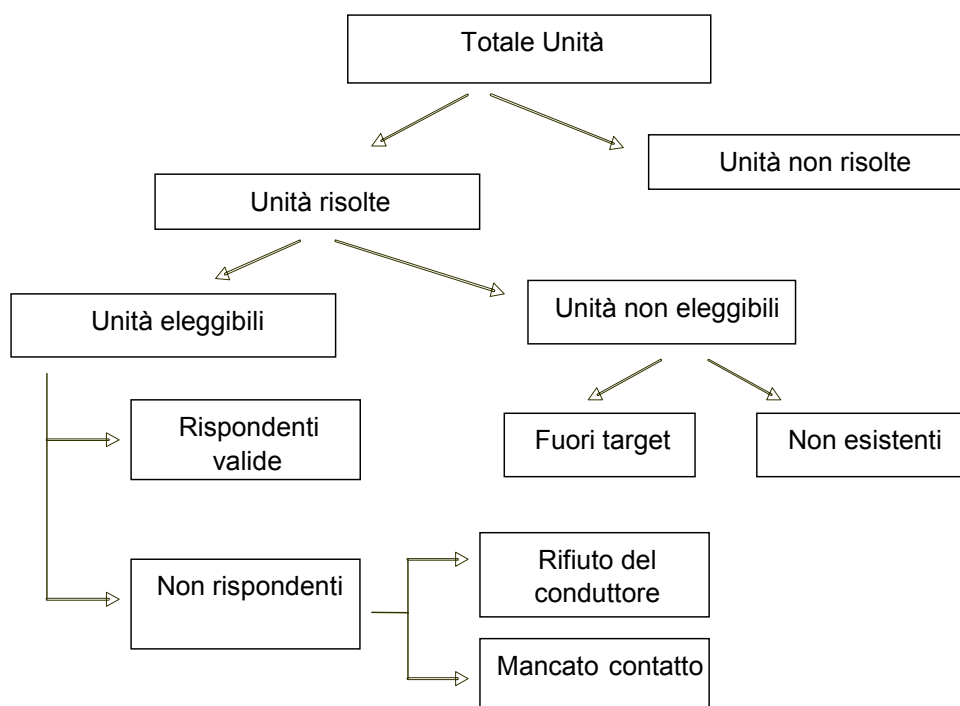 Totale Unità
Unità non risolte
Unità risolte
Unità eleggibili
Unità non eleggibili
Rispondenti
valide
Fuori target
Non esistenti
Non rispondenti
Rifiuto del
conduttore
Mancato contatto